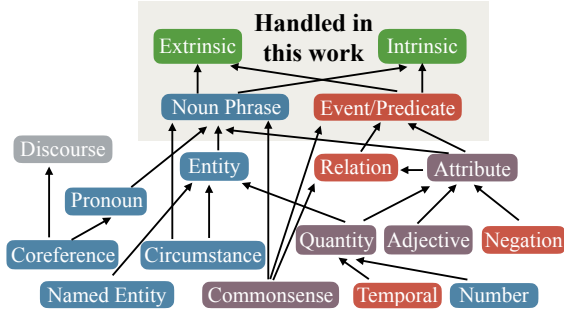 Handled in
this work
Extrinsic
Intrinsic
Noun Phrase
Event/Predicate
Discourse
Entity
Relation
Attribute
Pronoun
Coreference
Circumstance
Quantity
Adjective
Negation
Named Entity
Commonsense
Temporal
Number